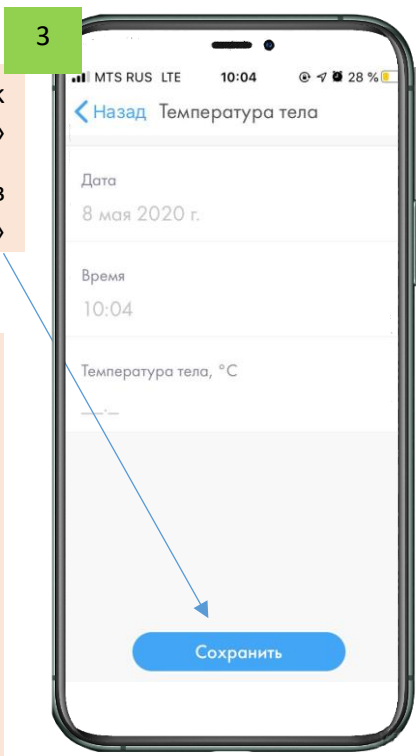 3
к
»
в
»
MTS RUS LTE 10:04 28 %
Назад Температура тела
Дата
8 мая 2020 г.
Время
10:04
Температура тела, °C
__._
Сохранить